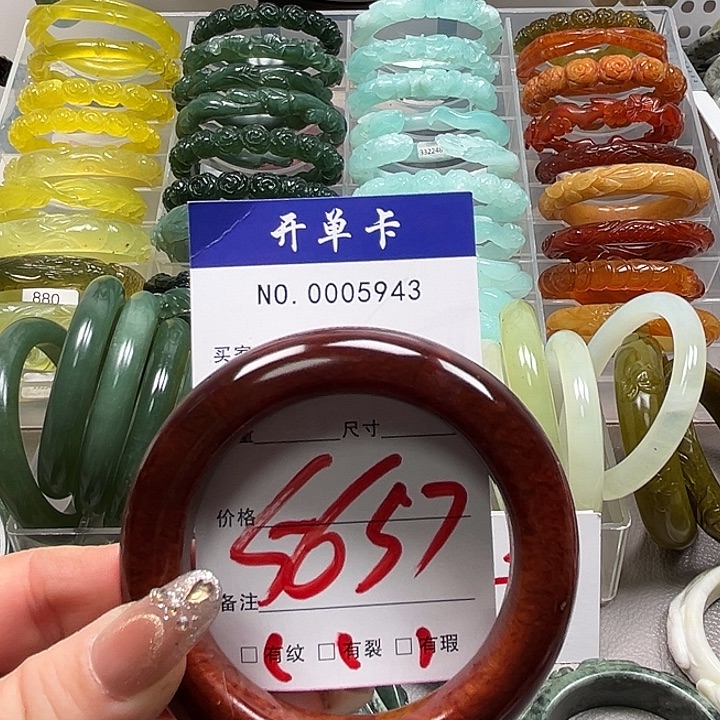 开单卡
NO. 0005943
买家
尺寸
价格 5657
备注
□有纹 □有裂 □有瑕
332246
880